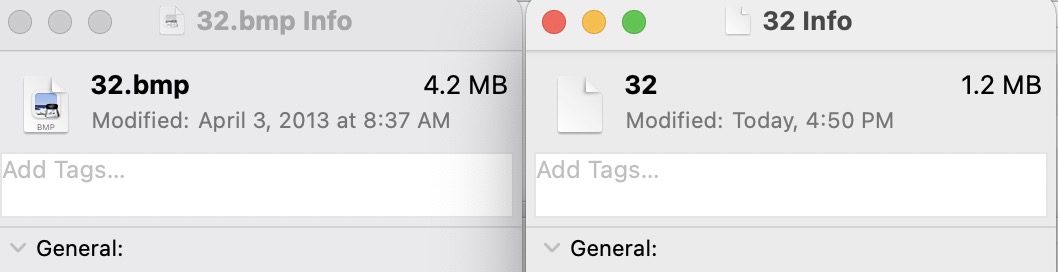 32.bmp Info
32.bmp 4.2 MB
Modified: April 3, 2013 at 8:37 AM
BMP
Add Tags...
General:
32 Info
32 1.2 MB
Modified: Today, 4:50 PM
Add Tags...
General: